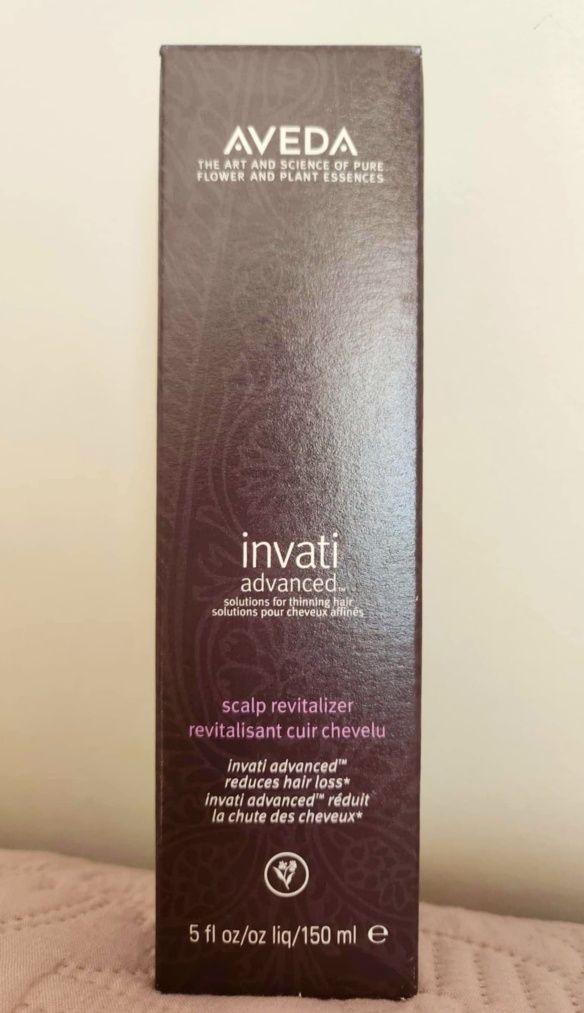 AVEDA
THE ART AND SCIENCE OF PURE
FLOWER AND PLANT ESSENCES
invati
advanced™
solutions for thinning hair
solutions pour cheveux affinés
scalp revitalizer
revitalisant cuir chevelu
invati advanced™
reduces hair loss*
invati advanced™ réduit
la chute des cheveux*
5 fl oz/oz liq/150 ml ℮